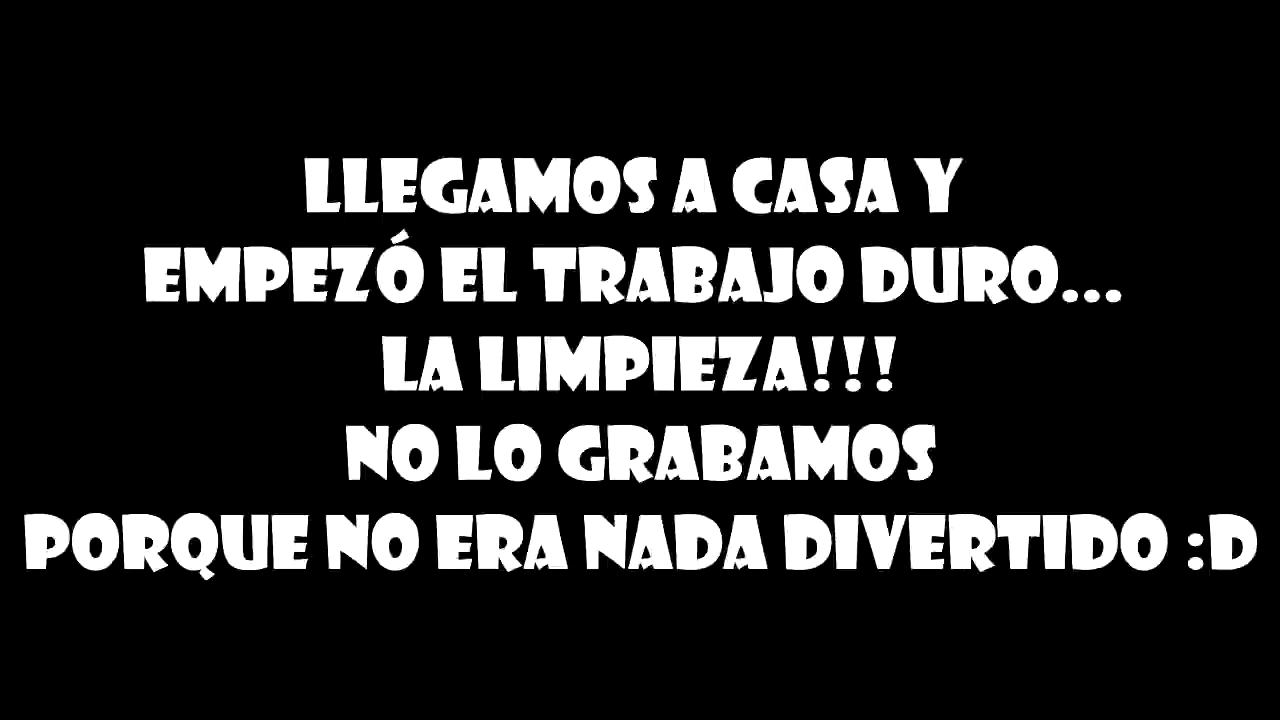 LLEGAMOS A CASA Y
EMPEZÓ EL TRABAJO DURO...
LA LIMPIEZA!!!
NO LO GRABAMOS
PORQUE NO ERA NADA DIVERTIDO :D